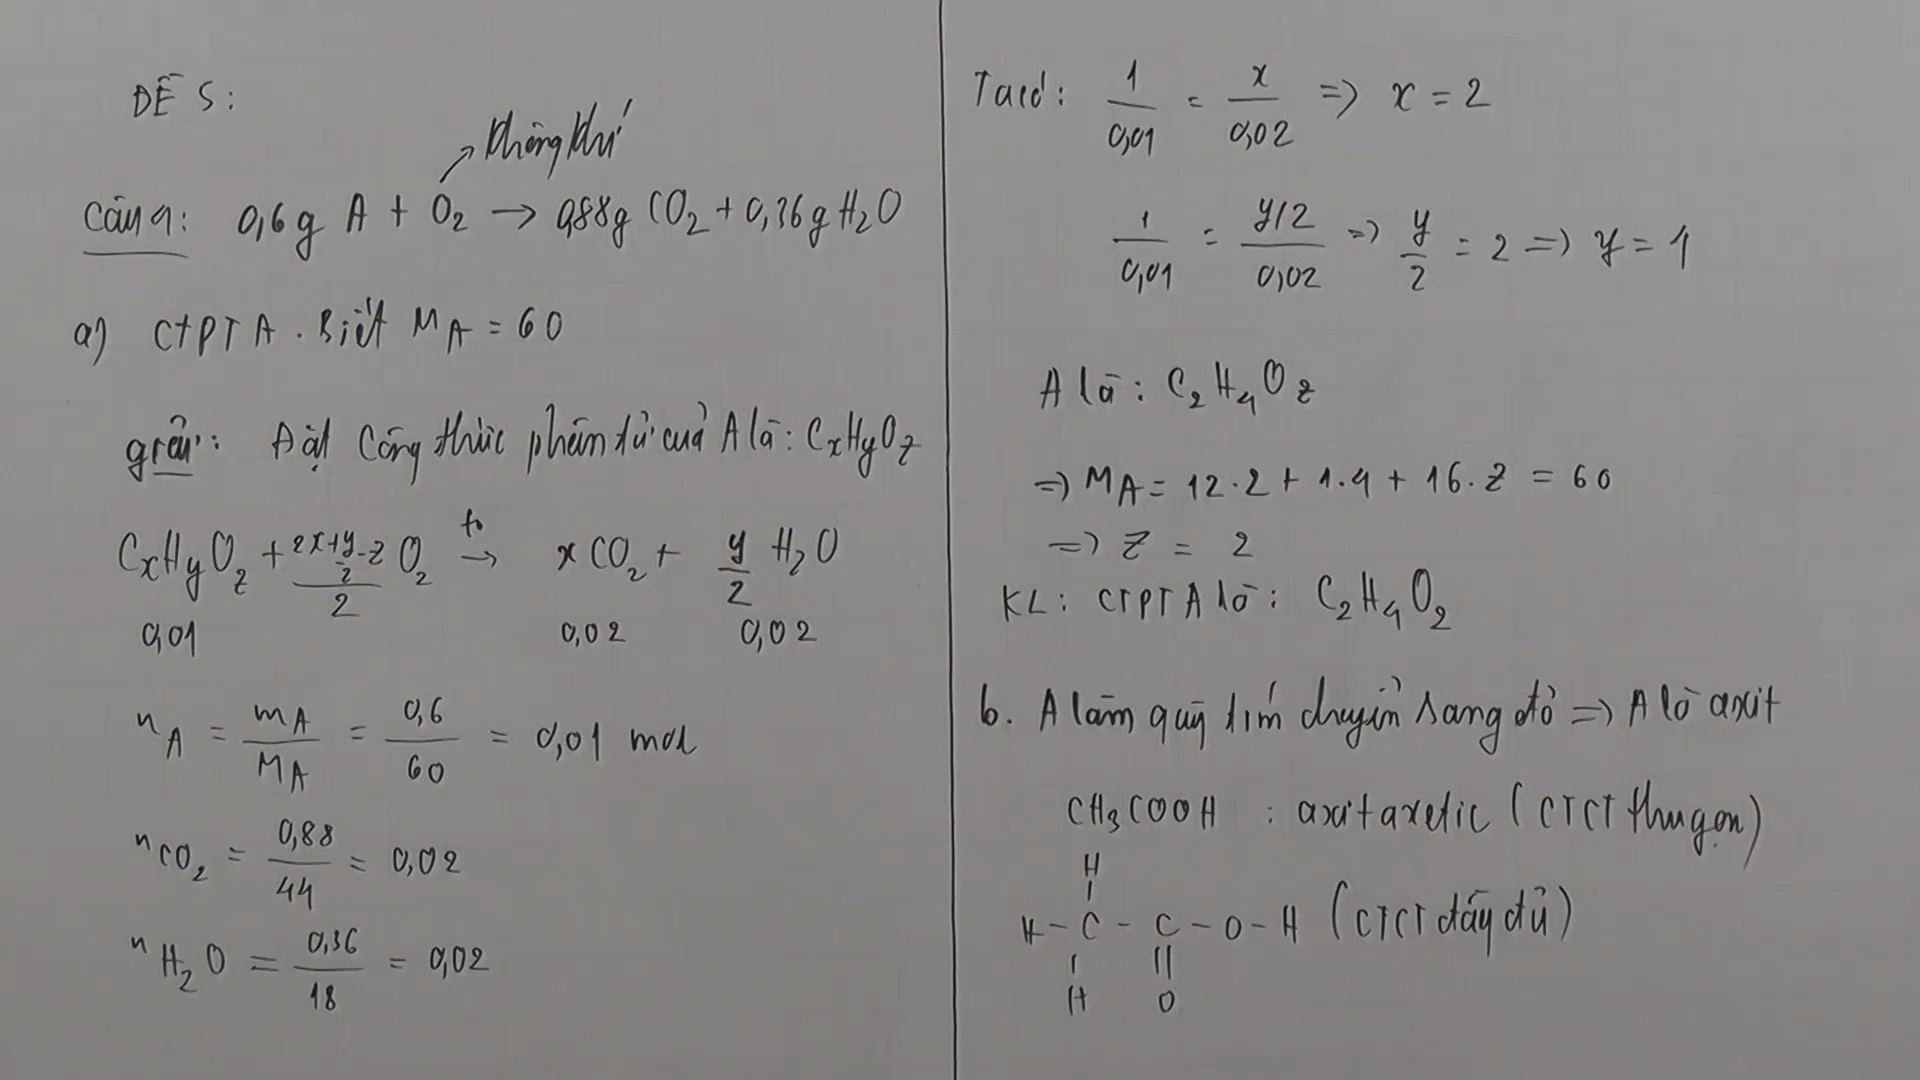 ĐỀ 5:
Không khí
Câu 4: 0,6g A + O2 → 0,88g CO2 + 0,36g H2O
a) CTPT A. Biết MA = 60
giải: Đặt Công thức phân tử của A là: CxHyOz
CxHyOz + (2x+y/2-z)/2 O2 →(to) xCO2 + y/2 H2O
0,01 0,02 0,02
nA = mA/MA = 0,6/60 = 0,01 mol
nCO2 = 0,88/44 = 0,02
nH2O = 0,36/18 = 0,02
Ta có: 1/0,01 = x/0,02 => x = 2
1/0,01 = y/2/0,02 => y/2 = 2 => y = 4
A là: C2H4Oz
=> MA = 12.2 + 1.4 + 16.z = 60
=> z = 2
KL: CTPT A là: C2H4O2
b. A làm quỳ tím chuyển sang đỏ => A là axit
CH3COOH : axit axetic (CTCT thu gọn)
H
H - C - C - O - H (CTCT đầy đủ)
H O